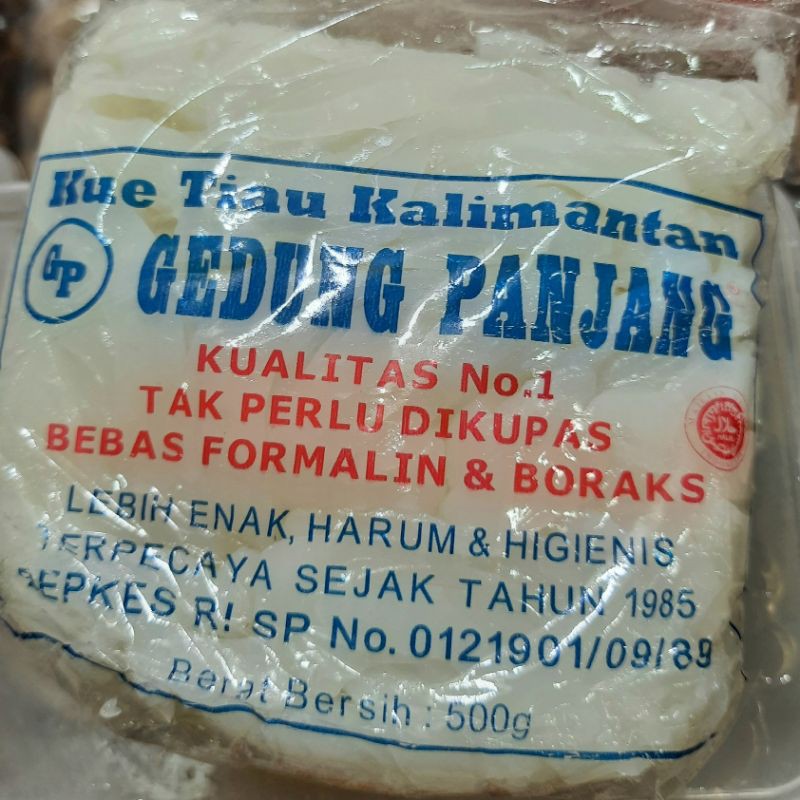 Kue Tiau Kalimantan
GP
GEDUNG PANJANG
KUALITAS No.1
TAK PERLU DIKUPAS
BEBAS FORMALIN & BORAKS
HALAL
LEBIH ENAK, HARUM & HIGIENIS
TERPECAYA SEJAK TAHUN 1985
DEPKES RI SP No. 0121901/09/89
Berat Bersih : 500g